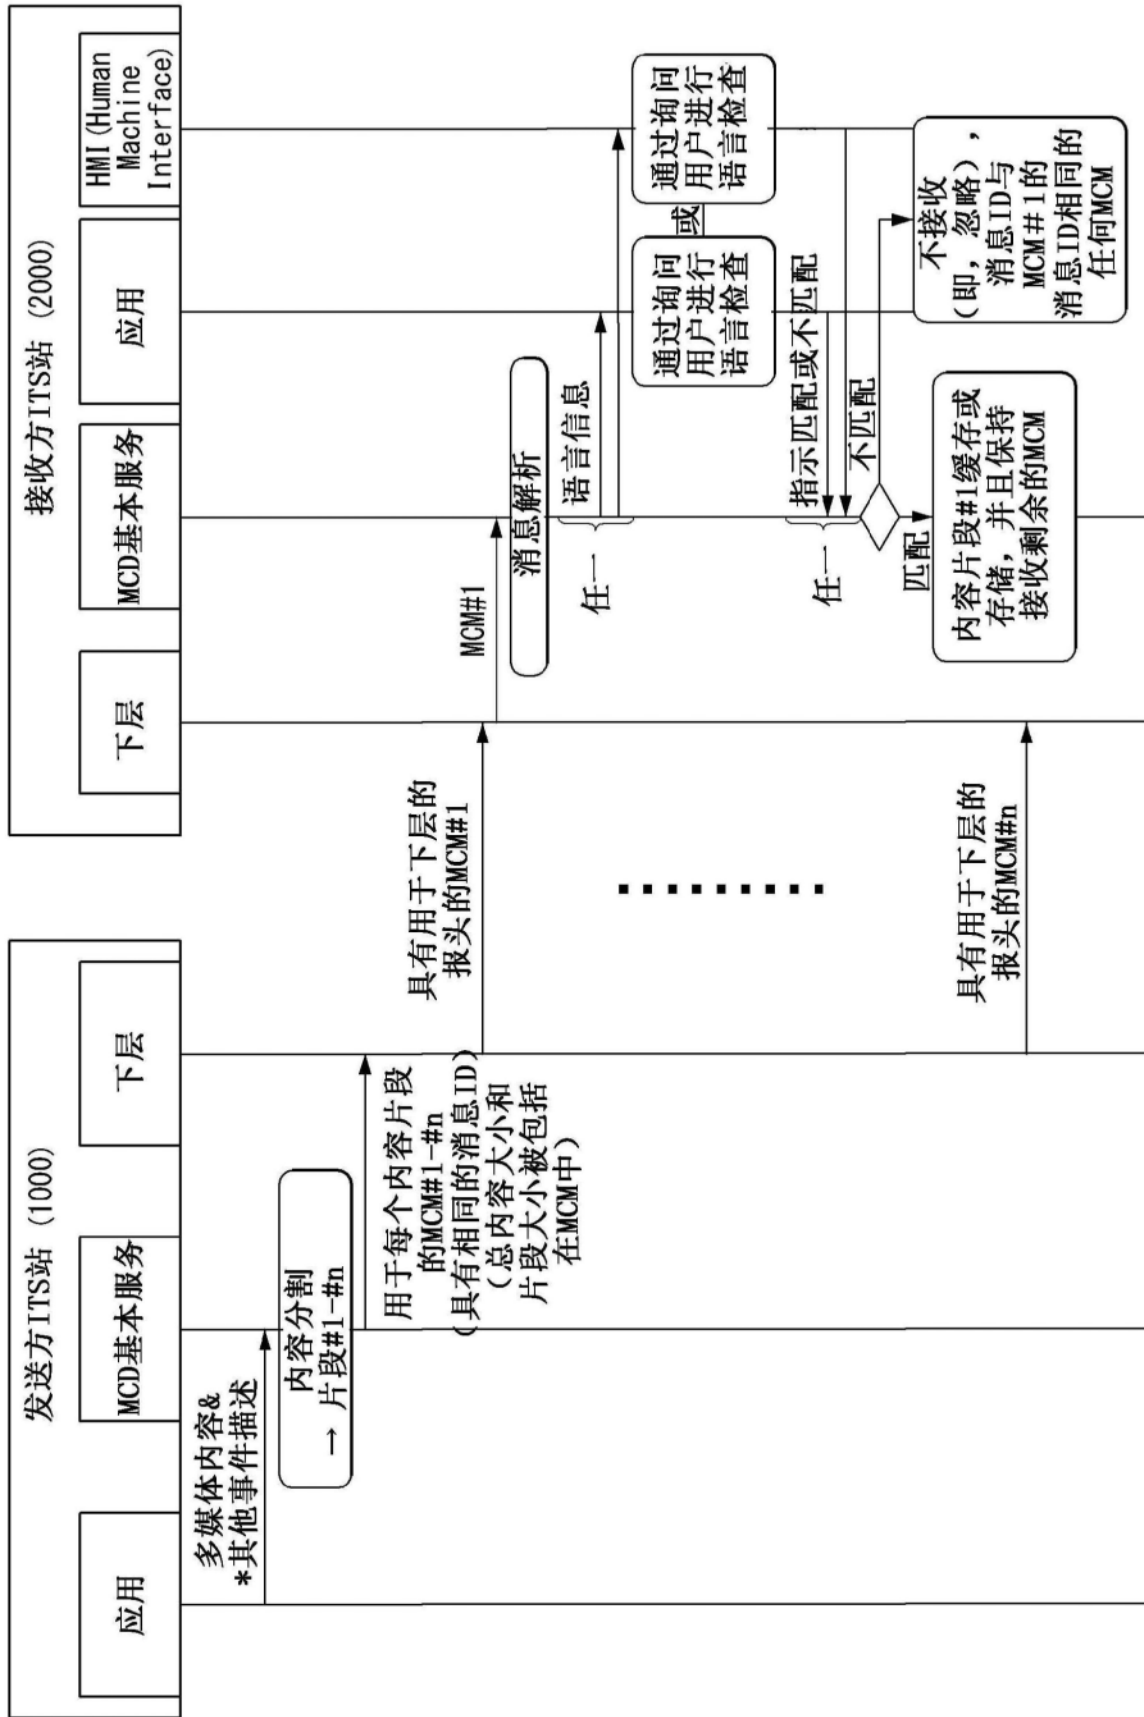 发送方ITS站 (1000)
应用
MCD基本服务
下层
接收方ITS站 (2000)
下层
MCD基本服务
应用
HMI(Human
Machine
Interface)
多媒体内容&
*其他事件描述
内容分割
→ 片段#1-#n
用于每个内容片段
的MCM#1-#n
(具有相同的消息ID)
(总内容大小和
片段大小被包括
在MCM中)
具有用于下层的
报头的MCM#1
MCM#1
消息解析
任一
语言信息
通过询问
用户进行
语言检查
或
通过询问
用户进行
语言检查
任一
指示匹配或不匹配
不匹配
匹配
内容片段#1缓存或
存储，并且保持
接收剩余的MCM
不接收
(即，忽略)，
消息ID与
MCM#1的
消息ID相同的
任何MCM
具有用于下层的
报头的MCM#n